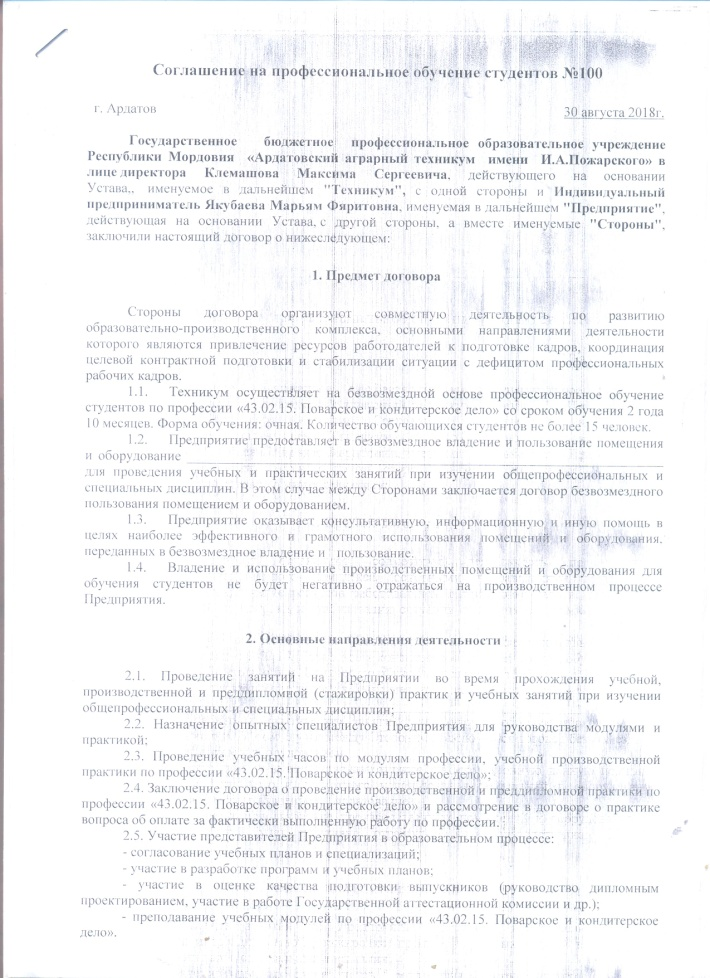 Соглашение на профессиональное обучение студентов №100
г. Ардатов 30 августа 2018г.
Государственное бюджетное профессиональное образовательное учреждение
Республики Мордовия «Ардатовский аграрный техникум имени И.А.Пожарского» в
лице директора Клемашова Максима Сергеевича, действующего на основании
Устава,, именуемое в дальнейшем "Техникум", с одной стороны и Индивидуальный
предприниматель Якубаева Марьям Фяритовна, именуемая в дальнейшем "Предприятие",
действующая на основании Устава, с другой стороны, а вместе именуемые "Стороны",
заключили настоящий договор о нижеследующем:
1. Предмет договора
Стороны договора организуют совместную деятельность по развитию
образовательно-производственного комплекса, основными направлениями деятельности
которого являются привлечение ресурсов работодателей к подготовке кадров, координация
целевой контрактной подготовки и стабилизации ситуации с дефицитом профессиональных
рабочих кадров.
1.1. Техникум осуществляет на безвозмездной основе профессиональное обучение
студентов по профессии «43.02.15. Поварское и кондитерское дело» со сроком обучения 2 года
10 месяцев. Форма обучения: очная. Количество обучающихся студентов не более 15 человек.
1.2. Предприятие предоставляет в безвозмездное владение и пользование помещения
и оборудование
для проведения учебных и практических занятий при изучении общепрофессиональных и
специальных дисциплин. В этом случае между Сторонами заключается договор безвозмездного
пользования помещением и оборудованием.
1.3. Предприятие оказывает консультативную, информационную и иную помощь в
целях наиболее эффективного и грамотного использования помещений и оборудования,
переданных в безвозмездное владение и пользование.
1.4. Владение и использование производственных помещений и оборудования для
обучения студентов не будет негативно отражаться на производственном процессе
Предприятия.
2. Основные направления деятельности
2.1. Проведение занятий на Предприятии во время прохождения учебной,
производственной и преддипломной (стажировки) практик и учебных занятий при изучении
общепрофессиональных и специальных дисциплин;
2.2. Назначение опытных специалистов Предприятия для руководства модулями и
практикой;
2.3. Проведение учебных часов по модулям профессии, учебной производственной
практики по профессии «43.02.15. Поварское и кондитерское дело»;
2.4. Заключение договора о проведение производственной и преддипломной практики по
профессии «43.02.15. Поварское и кондитерское дело» и рассмотрение в договоре о практике
вопроса об оплате за фактически выполненную работу по профессии.
2.5. Участие представителей Предприятия в образовательном процессе:
- согласование учебных планов и специализаций;
- участие в разработке программ и учебных планов;
- участие в оценке качества подготовки выпускников (руководство дипломным
проектированием, участие в работе Государственной аттестационной комиссии и др.);
- преподавание учебных модулей по профессии «43.02.15. Поварское и кондитерское
дело».